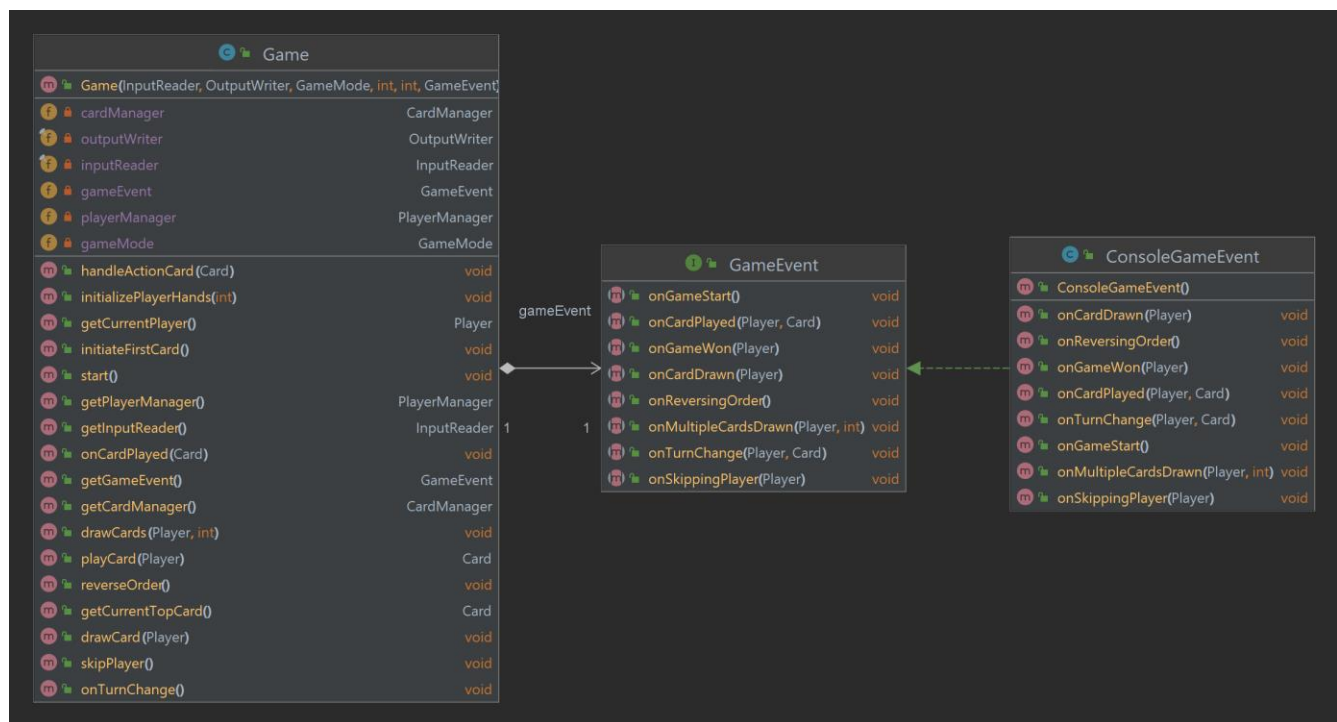 Game
Game(InputReader, OutputWriter, GameMode, int, int, GameEvent)
cardManager CardManager
outputWriter OutputWriter
inputReader InputReader
gameEvent GameEvent
playerManager PlayerManager
gameMode GameMode
handleActionCard(Card) void
initializePlayerHands(int) void
getCurrentPlayer() Player
initiateFirstCard() void
start() void
getPlayerManager() PlayerManager
getInputReader() InputReader
onCardPlayed(Card) void
getGameEvent() GameEvent
getCardManager() CardManager
drawCards(Player, int) void
playCard(Player) Card
reverseOrder() void
getCurrentTopCard() Card
drawCard(Player) void
skipPlayer() void
onTurnChange() void
gameEvent
1 1
GameEvent
onGameStart() void
onCardPlayed(Player, Card) void
onGameWon(Player) void
onCardDrawn(Player) void
onReversingOrder() void
onMultipleCardsDrawn(Player, int) void
onTurnChange(Player, Card) void
onSkippingPlayer(Player) void
ConsoleGameEvent
ConsoleGameEvent()
onCardDrawn(Player) void
onReversingOrder() void
onGameWon(Player) void
onCardPlayed(Player, Card) void
onTurnChange(Player, Card) void
onGameStart() void
onMultipleCardsDrawn(Player, int) void
onSkippingPlayer(Player) void